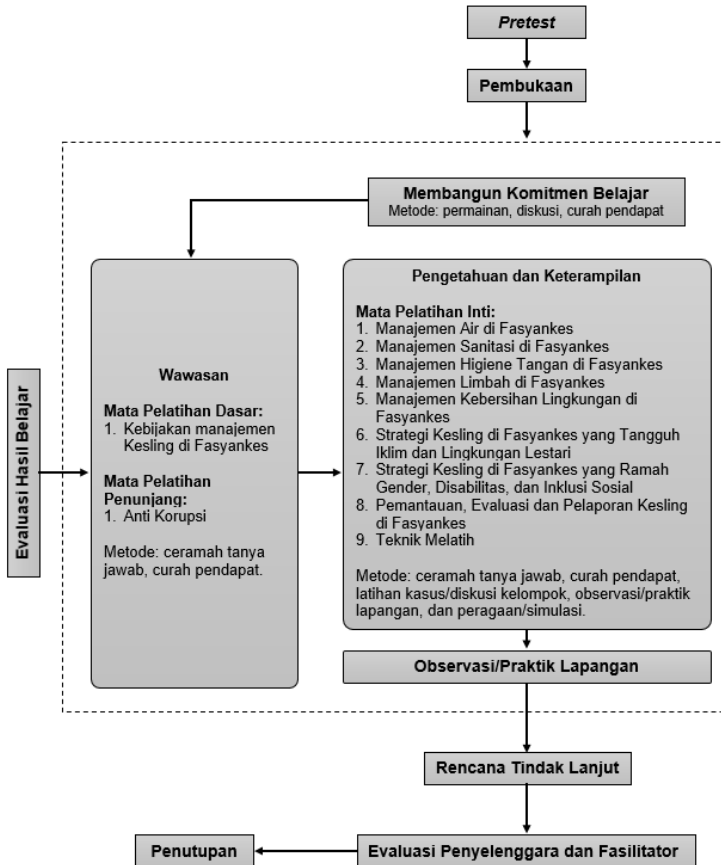 Pretest
Pembukaan
Membangun Komitmen Belajar
Metode: permainan, diskusi, curah pendapat
Evaluasi Hasil Belajar
Wawasan
Mata Pelatihan Dasar:
1. Kebijakan manajemen
Kesling di Fasyankes
Mata Pelatihan
Penunjang:
1. Anti Korupsi
Metode: ceramah tanya
jawab, curah pendapat.
Pengetahuan dan Keterampilan
Mata Pelatihan Inti:
1. Manajemen Air di Fasyankes
2. Manajemen Sanitasi di Fasyankes
3. Manajemen Higiene Tangan di Fasyankes
4. Manajemen Limbah di Fasyankes
5. Manajemen Kebersihan Lingkungan di
Fasyankes
6. Strategi Kesling di Fasyankes yang Tangguh
Iklim dan Lingkungan Lestari
7. Strategi Kesling di Fasyankes yang Ramah
Gender, Disabilitas, dan Inklusi Sosial
8. Pemantauan, Evaluasi dan Pelaporan Kesling
di Fasyankes
9. Teknik Melatih
Metode: ceramah tanya jawab, curah pendapat,
latihan kasus/diskusi kelompok, observasi/praktik
lapangan, dan peragaan/simulasi.
Observasi/Praktik Lapangan
Rencana Tindak Lanjut
Evaluasi Penyelenggara dan Fasilitator
Penutupan